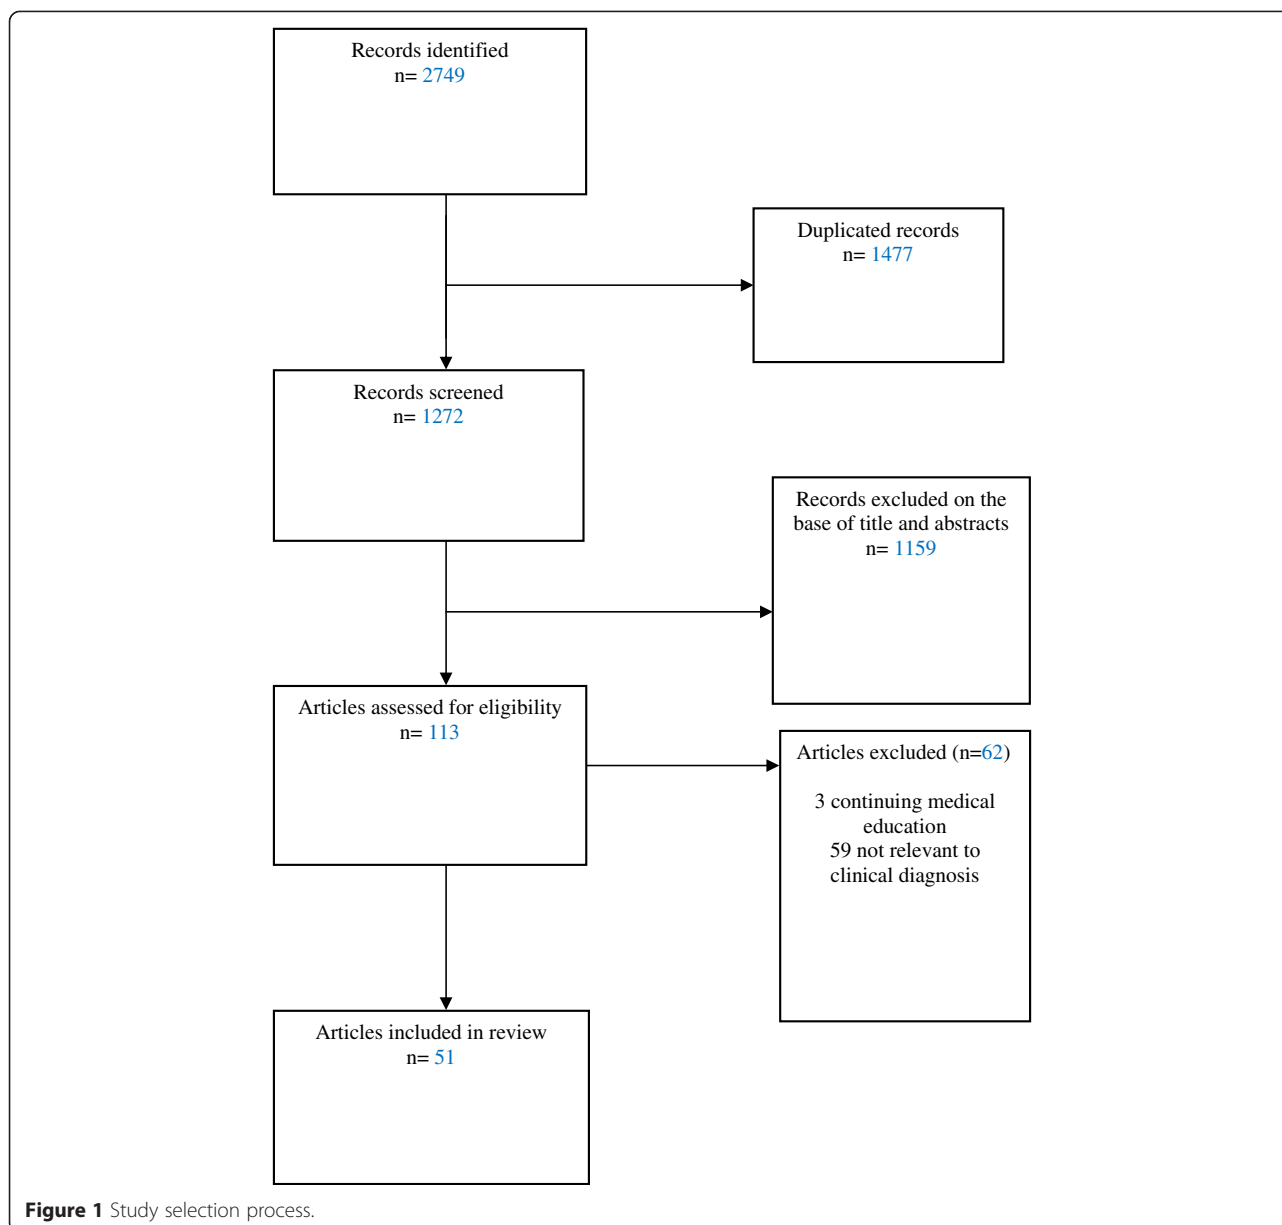 Records identified
n= 2749
Duplicated records
n= 1477
Records screened
n= 1272
Records excluded on the
base of title and abstracts
n= 1159
Articles assessed for eligibility
n= 113
Articles excluded (n=62)
3 continuing medical
education
59 not relevant to
clinical diagnosis
Articles included in review
n= 51
Figure 1 Study selection process.